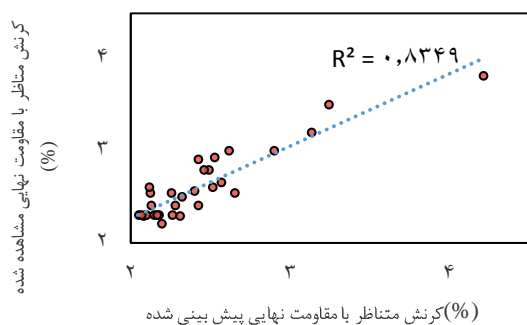 کرنش متناظر با مقاومت نهایی مشاهده شده
(%)
۴
R² = ۰,۸۳۴۹
۳
۲
۲ ۳ ۴
کرنش متناظر با مقاومت نهایی پیش بینی شده(%)